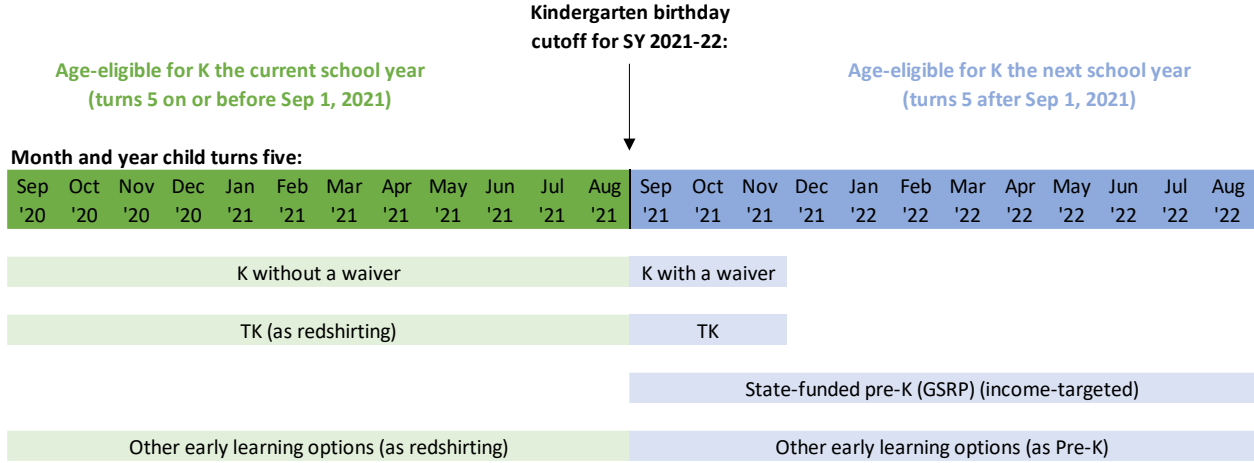 Kindergarten birthday
cutoff for SY 2021-22:
Age-eligible for K the current school year
(turns 5 on or before Sep 1, 2021)
Age-eligible for K the next school year
(turns 5 after Sep 1, 2021)
Month and year child turns five:
Sep Oct Nov Dec Jan Feb Mar Apr May Jun Jul Aug Sep Oct Nov Dec Jan Feb Mar Apr May Jun Jul Aug
'20 '20 '20 '20 '21 '21 '21 '21 '21 '21 '21 '21 '21 '21 '21 '21 '22 '22 '22 '22 '22 '22 '22 '22
K without a waiver K with a waiver
TK (as redshirting) TK
State-funded pre-K (GSRP) (income-targeted)
Other early learning options (as redshirting) Other early learning options (as Pre-K)